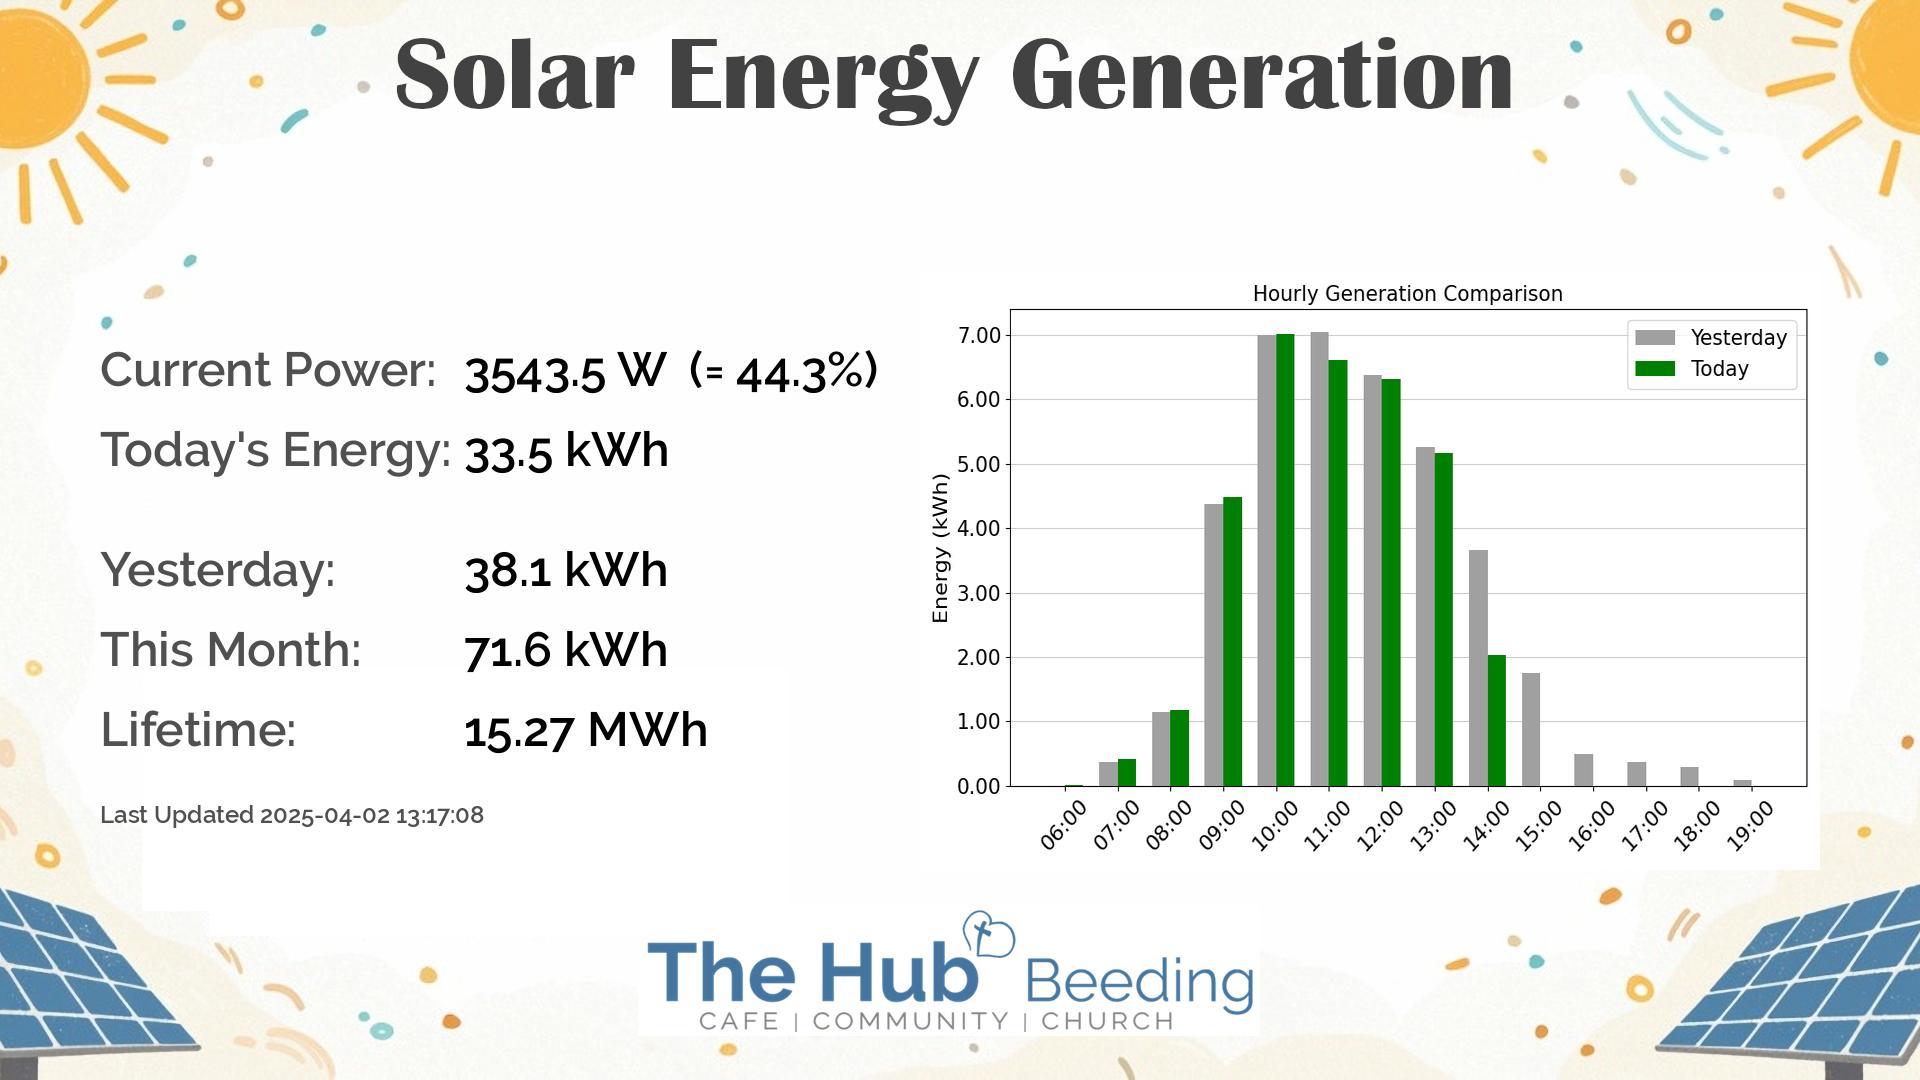 Solar Energy Generation
Current Power: 3543.5 W (= 44.3%)
Today's Energy: 33.5 kWh
Yesterday: 38.1 kWh
This Month: 71.6 kWh
Lifetime: 15.27 MWh
Last Updated 2025-04-02 13:17:08
Hourly Generation Comparison
Yesterday
Today
Energy (kWh)
7.00
6.00
5.00
4.00
3.00
2.00
1.00
0.00
06:00 07:00 08:00 09:00 10:00 11:00 12:00 13:00 14:00 15:00 16:00 17:00 18:00 19:00
The Hub Beeding
CAFE | COMMUNITY | CHURCH